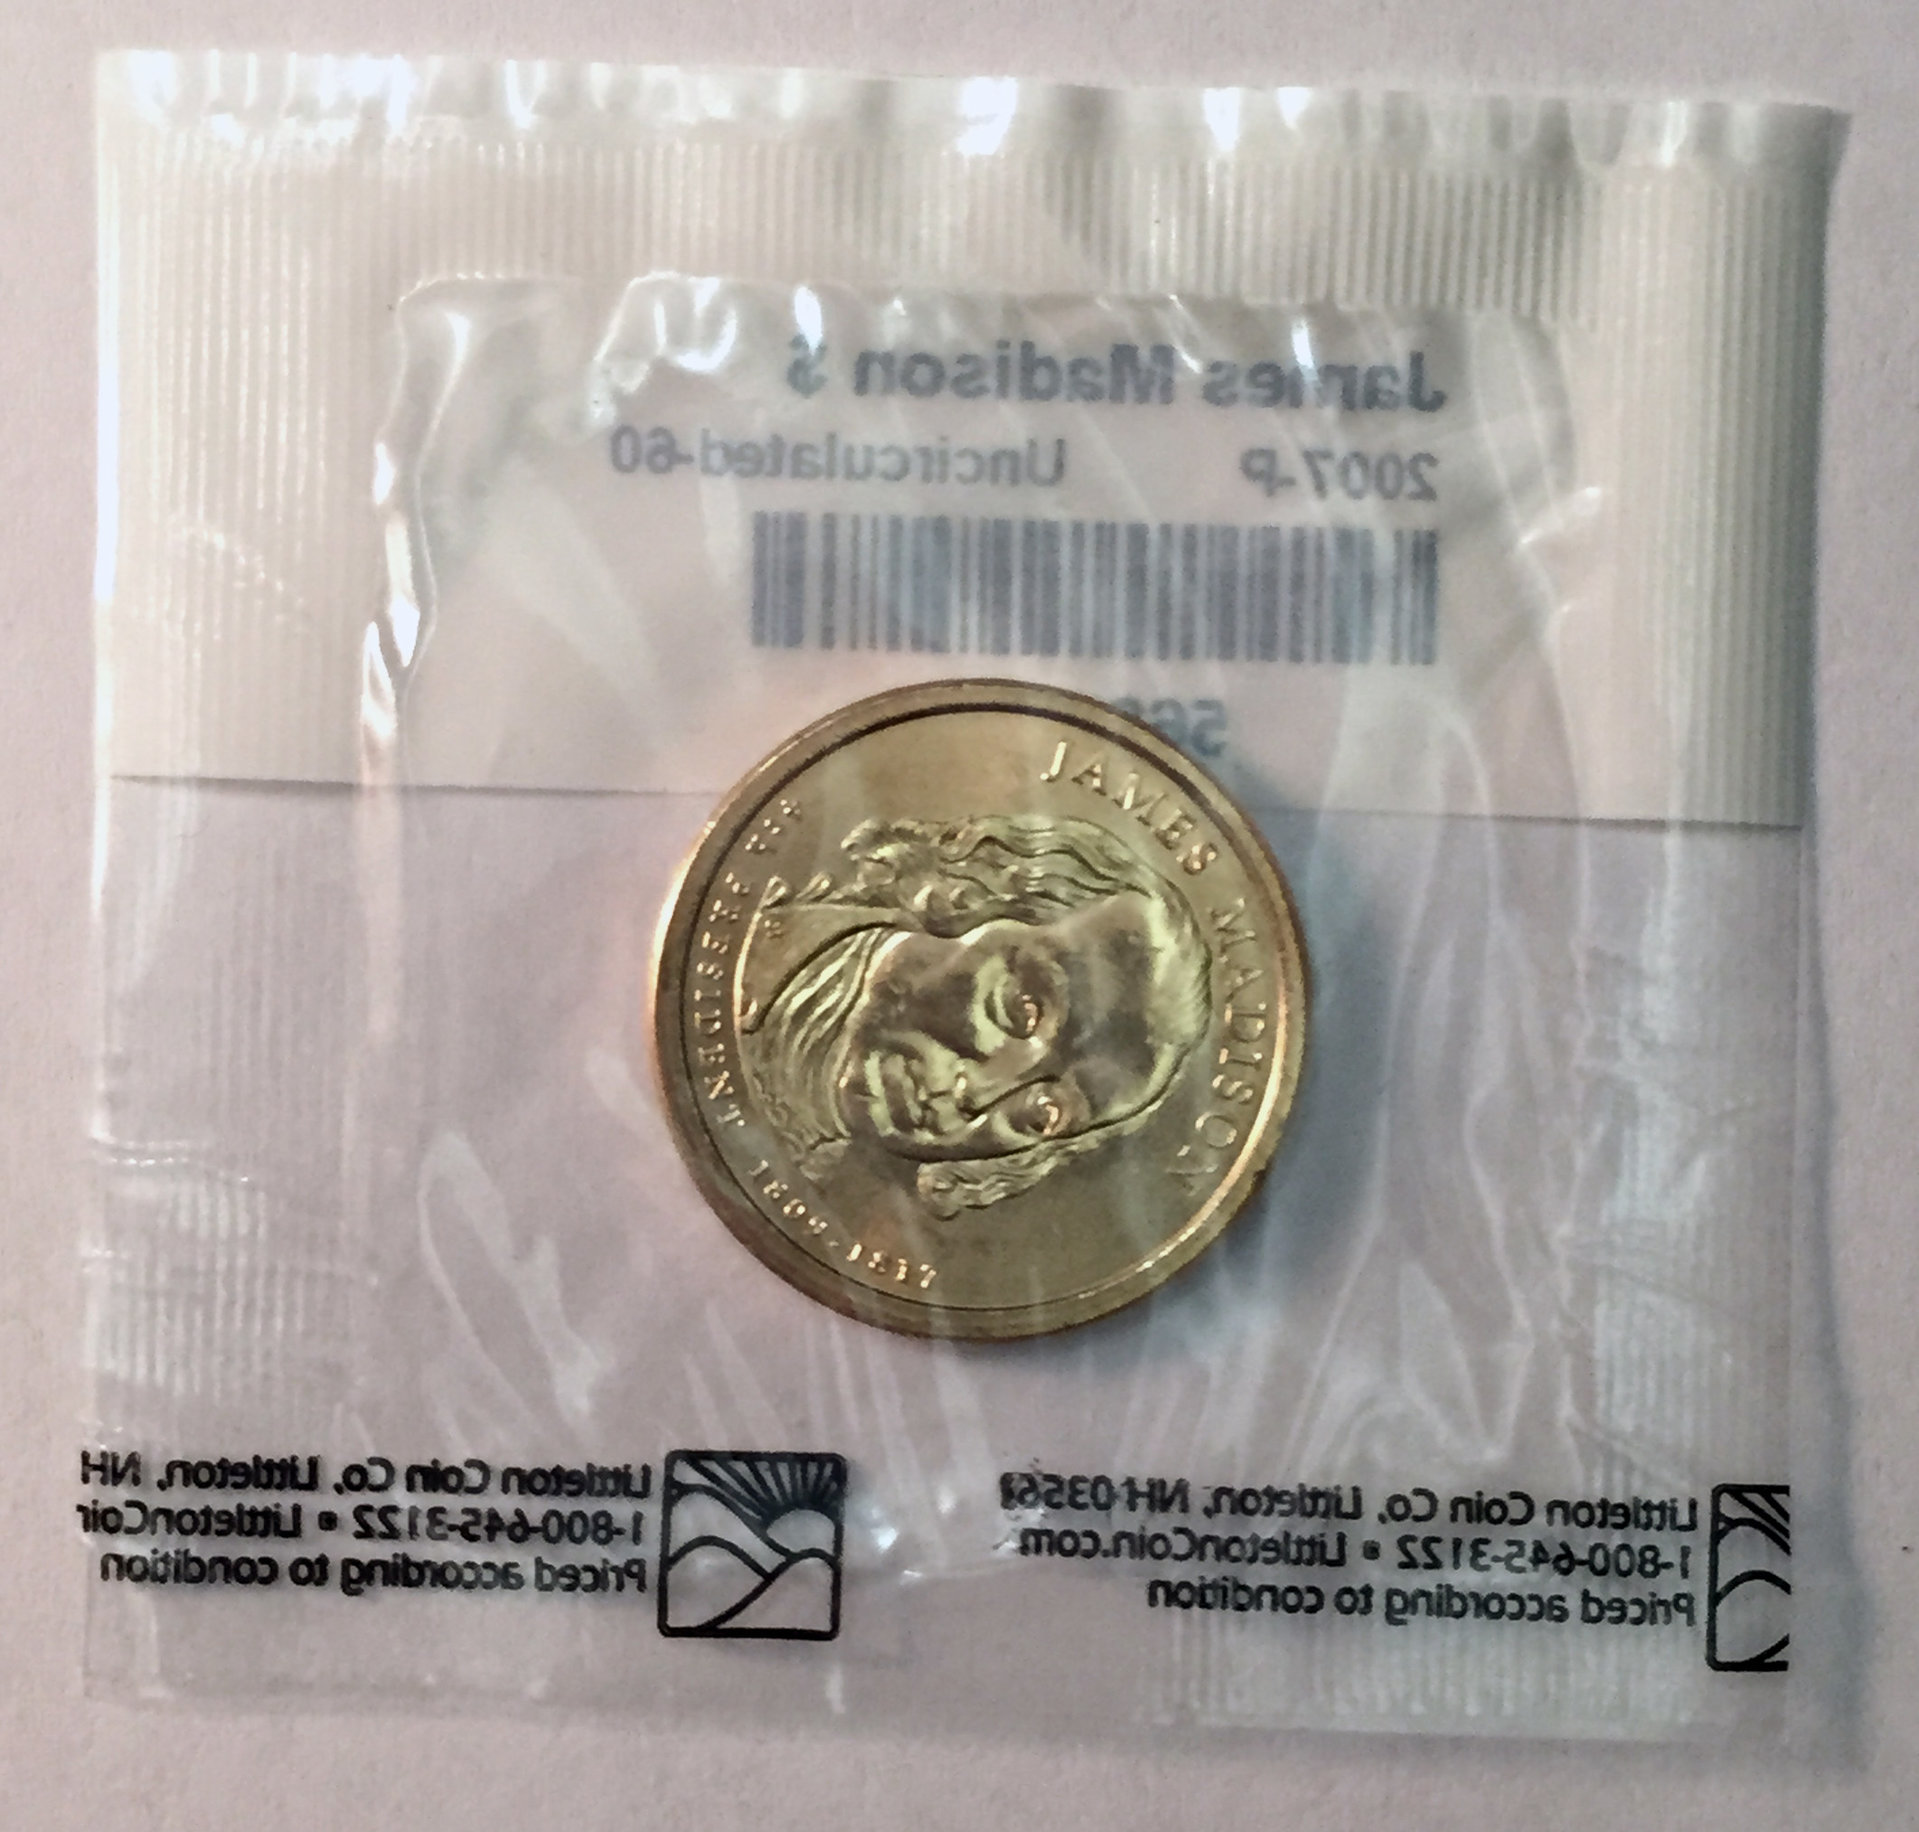 James Madison $
2007-P Uncirculated-60
JAMES MADISON
4TH PRESIDENT 1809-1817
Littleton Coin Co. Littleton, NH
1-800-645-3122 • LittletonCoin
Priced according to condition
Littleton Coin Co. Littleton, NH 03561
1-800-645-3122 • LittletonCoin.com
Priced according to condition